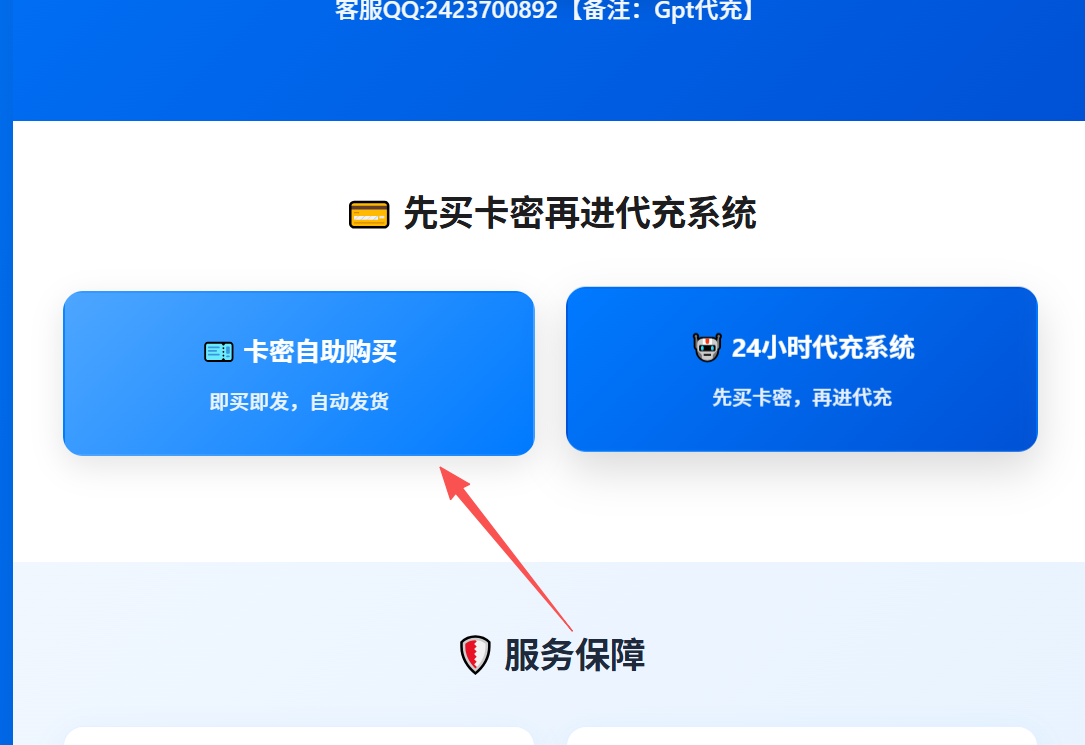 客服QQ:2423700892【备注：Gpt代充】
先买卡密再进代充系统
卡密自助购买
即买即发，自动发货
24小时代充系统
先买卡密，再进代充
服务保障